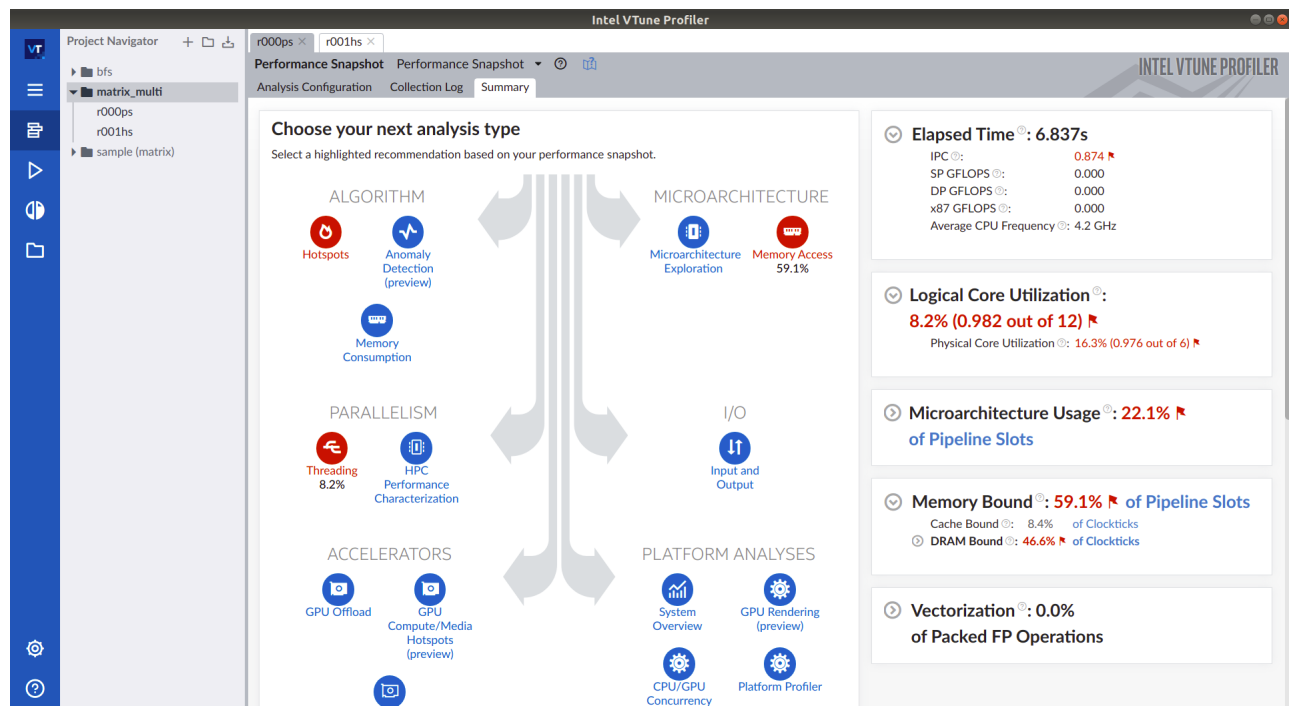 Intel VTune Profiler
VT
Project Navigator
bfs
matrix_multi
r000ps
r001hs
sample (matrix)
r000ps
r001hs
Performance Snapshot Performance Snapshot
INTEL VTUNE PROFILER
Analysis Configuration Collection Log Summary
Choose your next analysis type
Select a highlighted recommendation based on your performance snapshot.
ALGORITHM
Hotspots
Anomaly
Detection
(preview)
Memory
Consumption
MICROARCHITECTURE
Microarchitecture
Exploration
Memory Access
59.1%
PARALLELISM
Threading
8.2%
HPC
Performance
Characterization
I/O
Input and
Output
ACCELERATORS
GPU Offload
GPU
Compute/Media
Hotspots
(preview)
PLATFORM ANALYSES
System
Overview
GPU Rendering
(preview)
CPU/GPU
Concurrency
Platform Profiler
Elapsed Time: 6.837s
IPC: 0.874
SP GFLOPS: 0.000
DP GFLOPS: 0.000
x87 GFLOPS: 0.000
Average CPU Frequency: 4.2 GHz
Logical Core Utilization:
8.2% (0.982 out of 12)
Physical Core Utilization: 16.3% (0.976 out of 6)
Microarchitecture Usage: 22.1%
of Pipeline Slots
Memory Bound: 59.1% of Pipeline Slots
Cache Bound: 8.4% of Clockticks
DRAM Bound: 46.6% of Clockticks
Vectorization: 0.0%
of Packed FP Operations